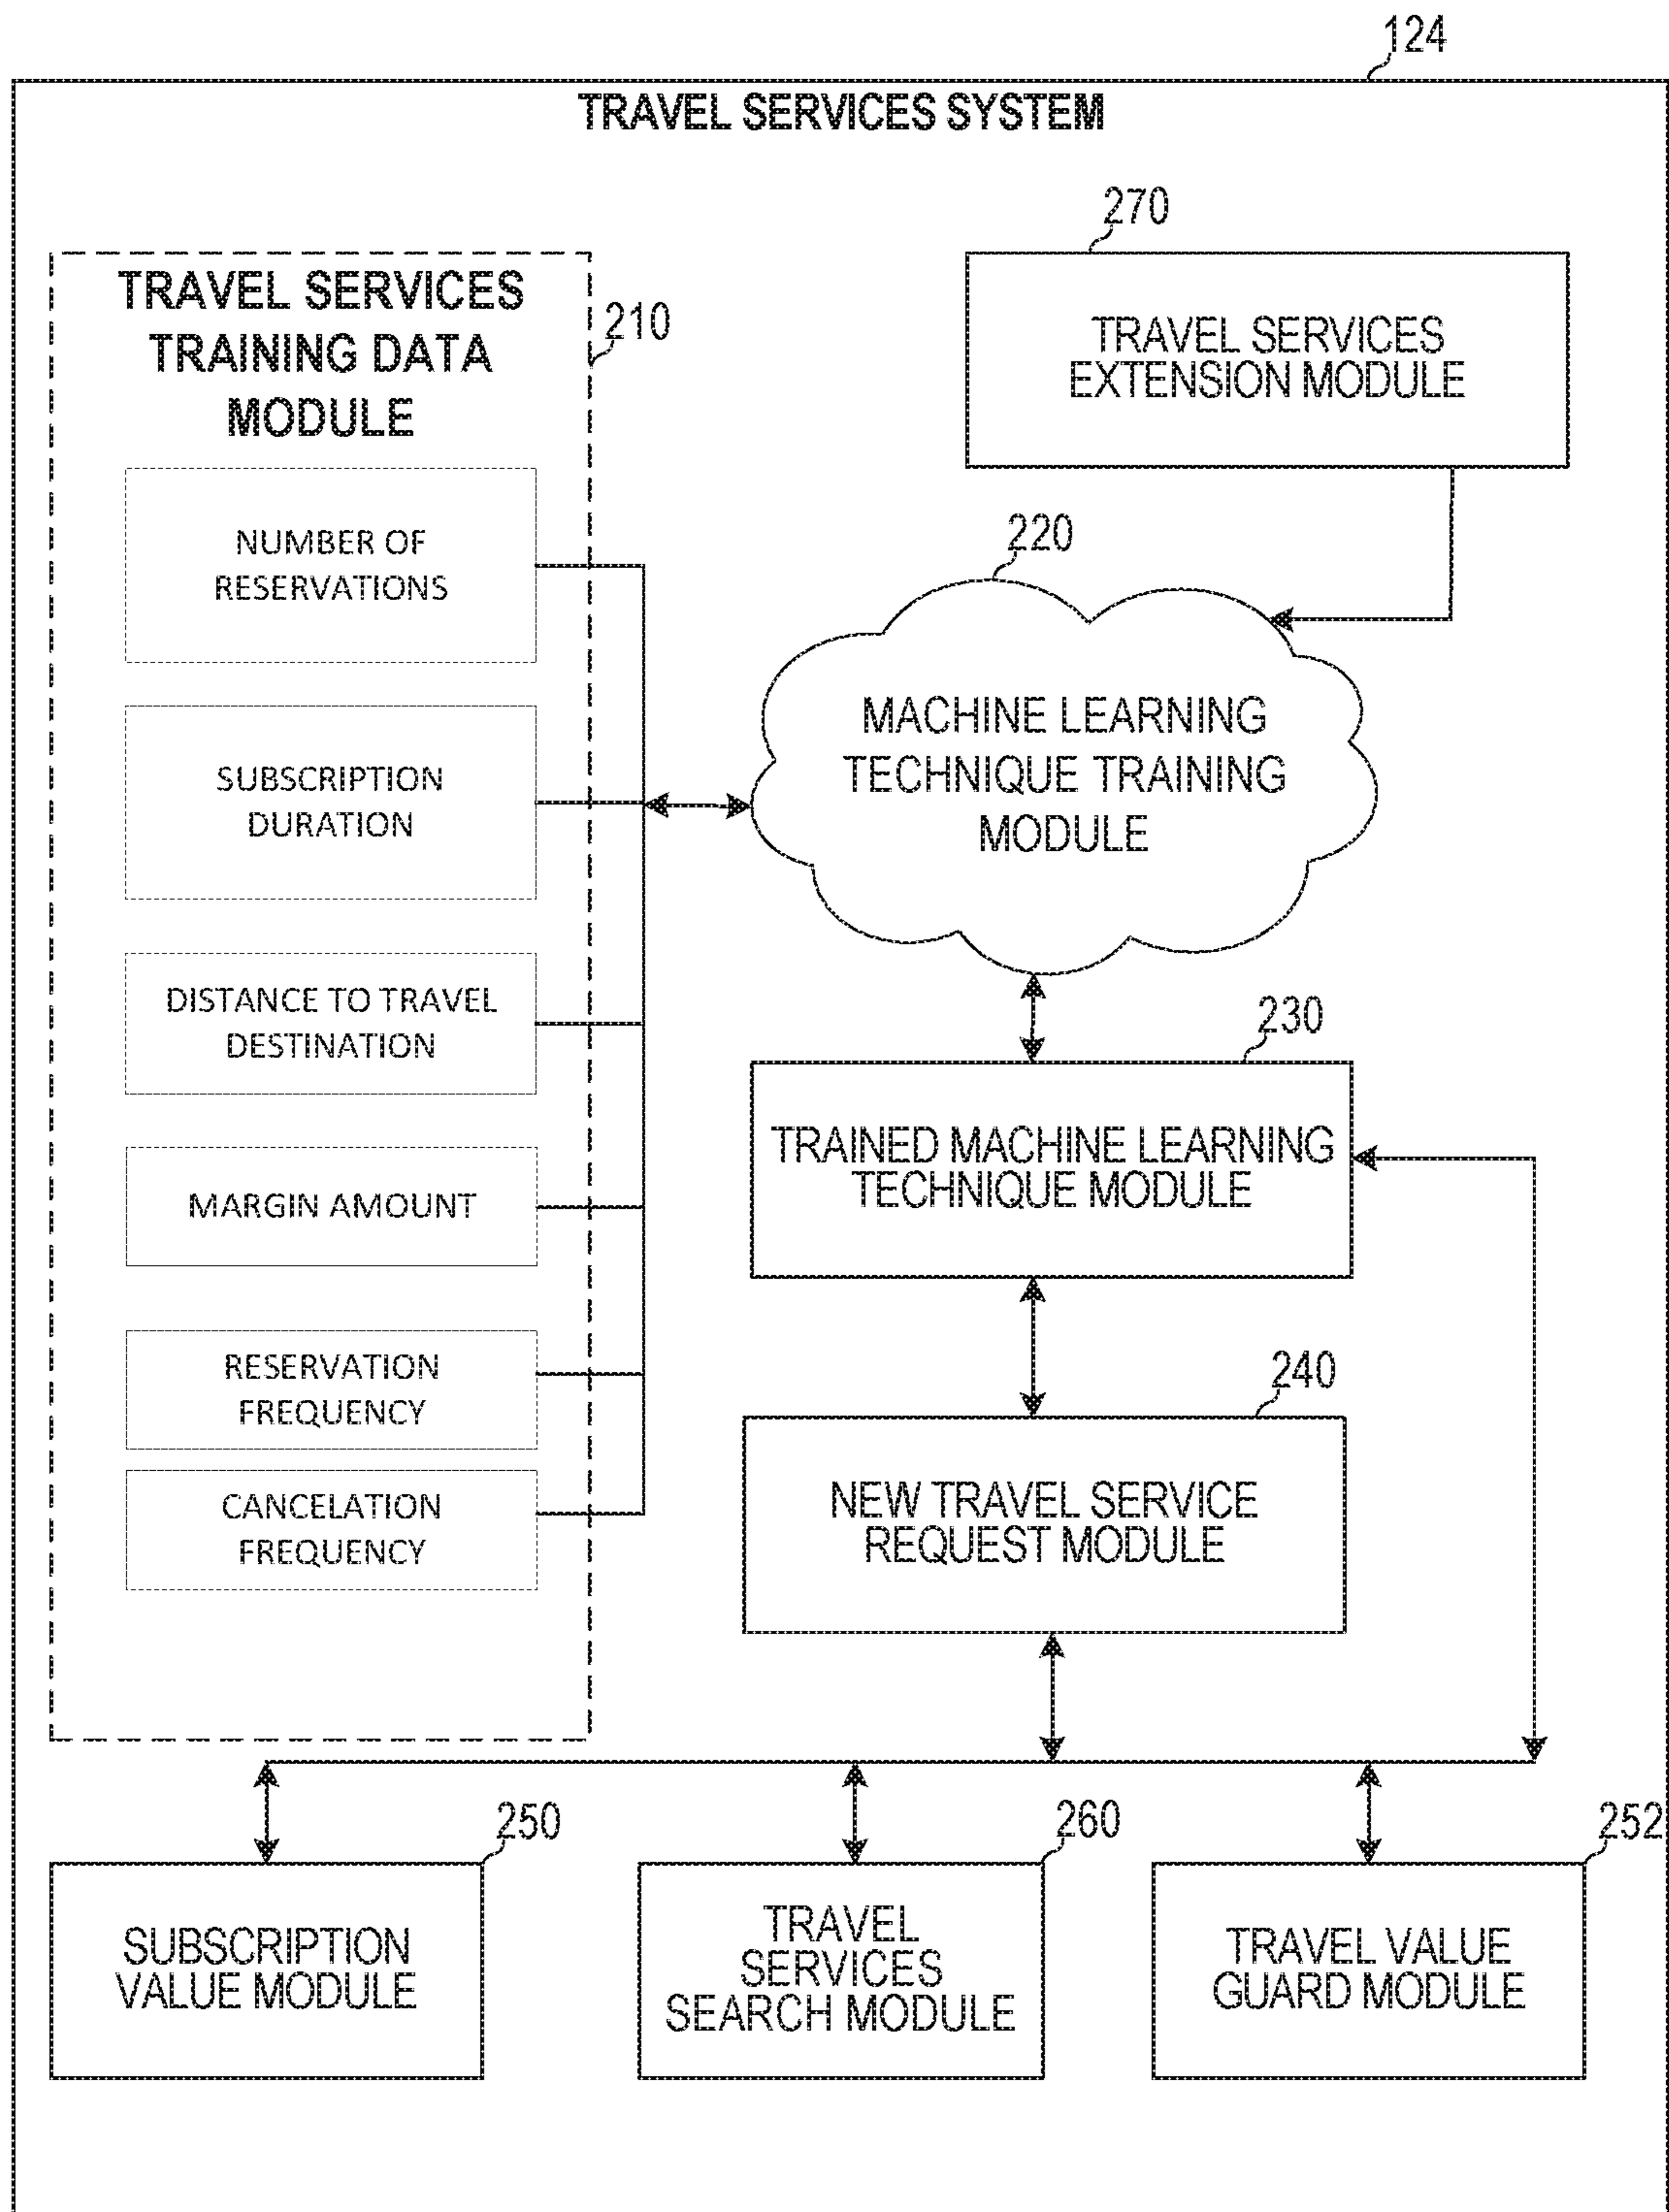 124
TRAVEL SERVICES SYSTEM
270
TRAVEL SERVICES
TRAINING DATA
MODULE
210
TRAVEL SERVICES
EXTENSION MODULE
NUMBER OF
RESERVATIONS
220
SUBSCRIPTION
DURATION
MACHINE LEARNING
TECHNIQUE TRAINING
MODULE
DISTANCE TO TRAVEL
DESTINATION
230
MARGIN AMOUNT
TRAINED MACHINE LEARNING
TECHNIQUE MODULE
RESERVATION
FREQUENCY
240
CANCELATION
FREQUENCY
NEW TRAVEL SERVICE
REQUEST MODULE
250
SUBSCRIPTION
VALUE MODULE
260
TRAVEL
SERVICES
SEARCH MODULE
252
TRAVEL VALUE
GUARD MODULE